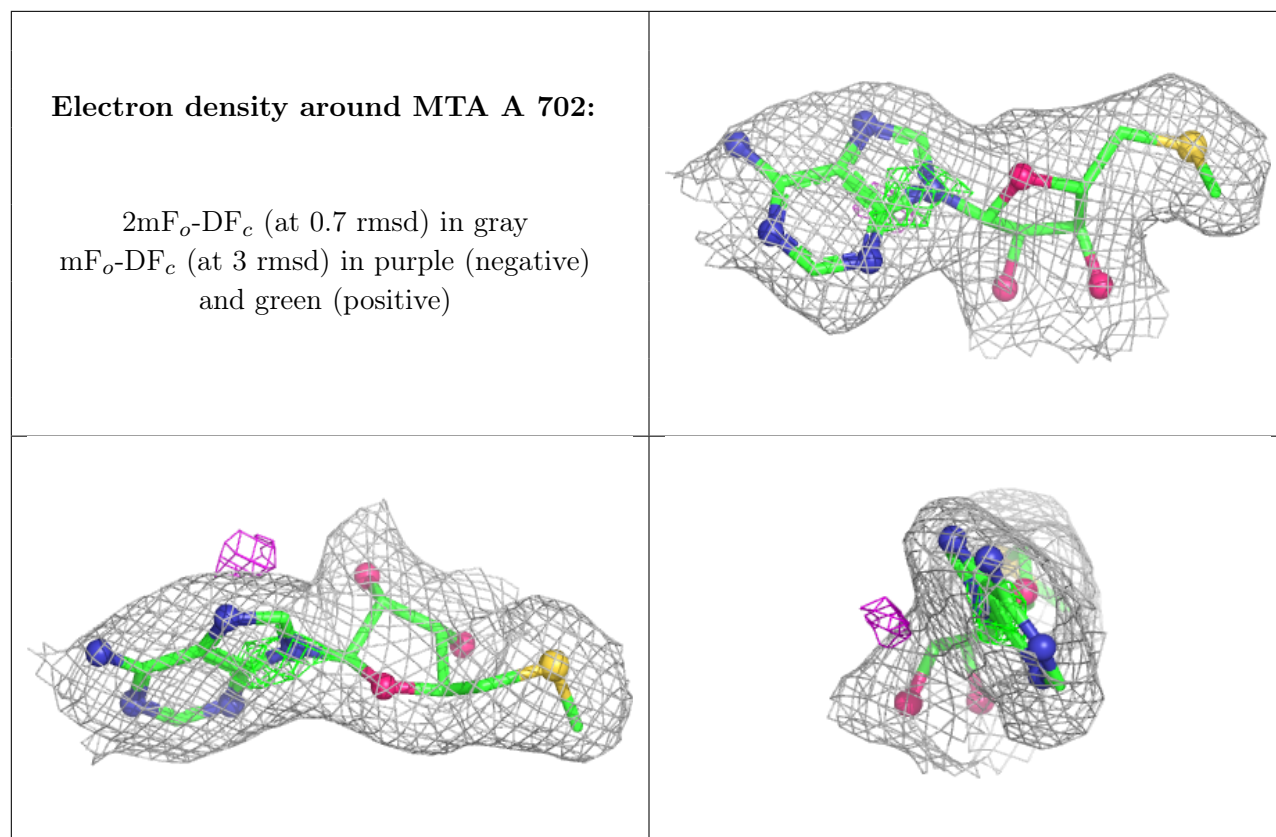 Electron density around MTA A 702:
2mFo-DFc (at 0.7 rmsd) in gray
mFo-DFc (at 3 rmsd) in purple (negative)
and green (positive)